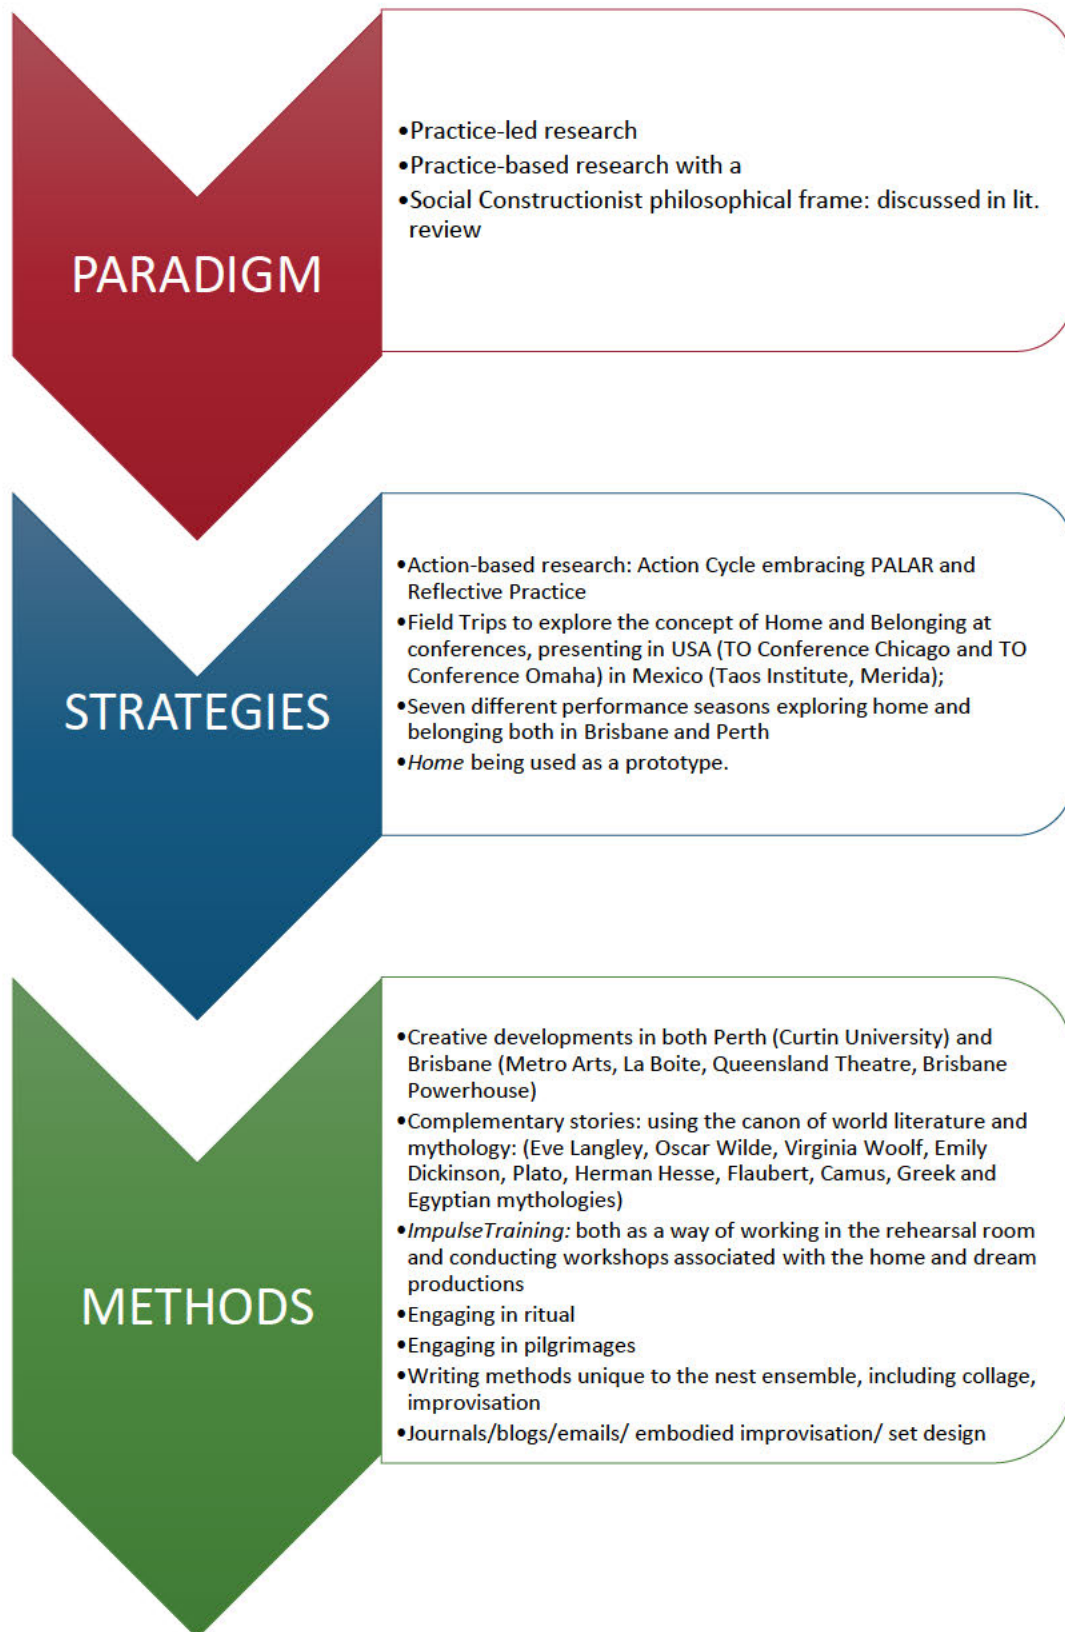 PARADIGM
•Practice-led research
•Practice-based research with a
•Social Constructionist philosophical frame: discussed in lit.
review
STRATEGIES
•Action-based research: Action Cycle embracing PALAR and
Reflective Practice
•Field Trips to explore the concept of Home and Belonging at
conferences, presenting in USA (TO Conference Chicago and TO
Conference Omaha) in Mexico (Taos Institute, Merida);
•Seven different performance seasons exploring home and
belonging both in Brisbane and Perth
•Home being used as a prototype.
METHODS
•Creative developments in both Perth (Curtin University) and
Brisbane (Metro Arts, La Boite, Queensland Theatre, Brisbane
Powerhouse)
•Complementary stories: using the canon of world literature and
mythology: (Eve Langley, Oscar Wilde, Virginia Woolf, Emily
Dickinson, Plato, Herman Hesse, Flaubert, Camus, Greek and
Egyptian mythologies)
•ImpulseTraining: both as a way of working in the rehearsal room
and conducting workshops associated with the home and dream
productions
•Engaging in ritual
•Engaging in pilgrimages
•Writing methods unique to the nest ensemble, including collage,
improvisation
•Journals/blogs/emails/ embodied improvisation/ set design